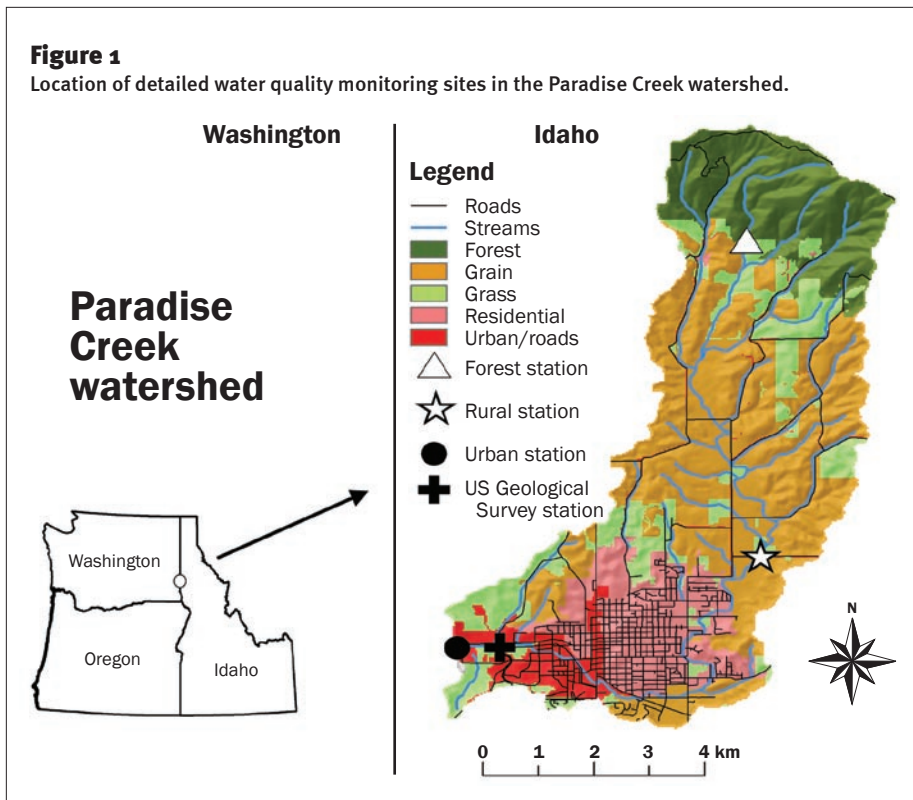 Figure 1
Location of detailed water quality monitoring sites in the Paradise Creek watershed.
Washington
Idaho
Legend
Roads
Streams
Forest
Grain
Grass
Residential
Urban/roads
Forest station
Rural station
Urban station
US Geological
Survey station
Paradise
Creek
watershed
Washington
Oregon
Idaho
N
0 1 2 3 4 km